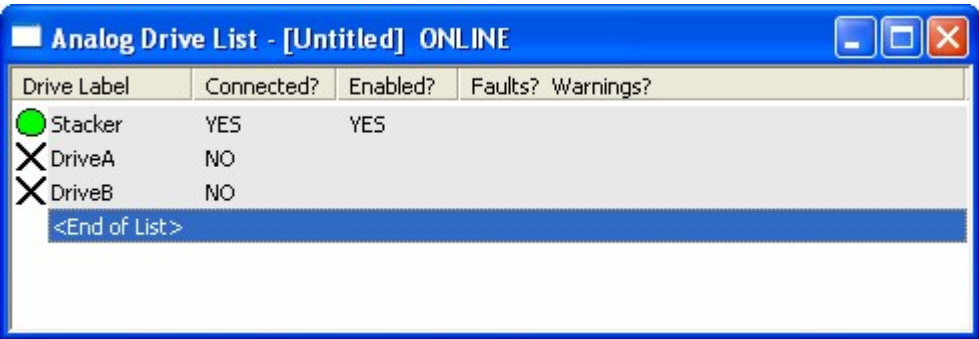 Analog Drive List - [Untitled] ONLINE
Drive Label Connected? Enabled? Faults? Warnings?
Stacker YES YES
DriveA NO
DriveB NO
<End of List>